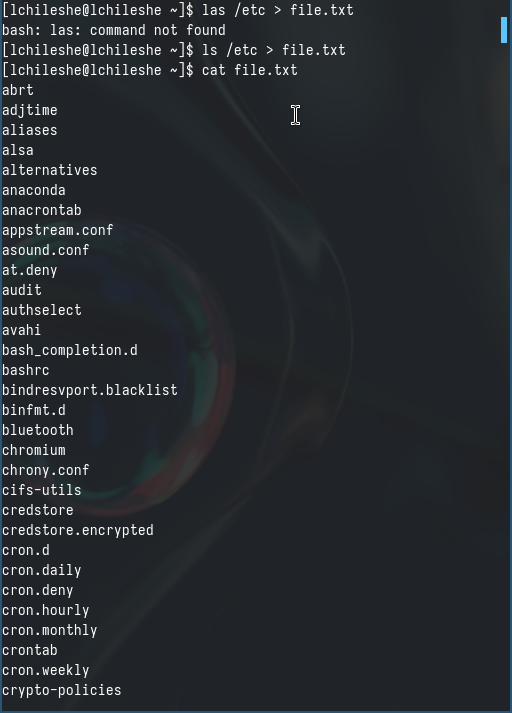 [lchileshe@lchileshe ~]$ las /etc > file.txt
bash: las: command not found
[lchileshe@lchileshe ~]$ ls /etc > file.txt
[lchileshe@lchileshe ~]$ cat file.txt
abrt
adjtime
aliases
alsa
alternatives
anaconda
anacrontab
appstream.conf
asound.conf
at.deny
audit
authselect
avahi
bash_completion.d
bashrc
bindresvport.blacklist
binfmt.d
bluetooth
chromium
chrony.conf
cifs-utils
credstore
credstore.encrypted
cron.d
cron.daily
cron.deny
cron.hourly
cron.monthly
crontab
cron.weekly
crypto-policies